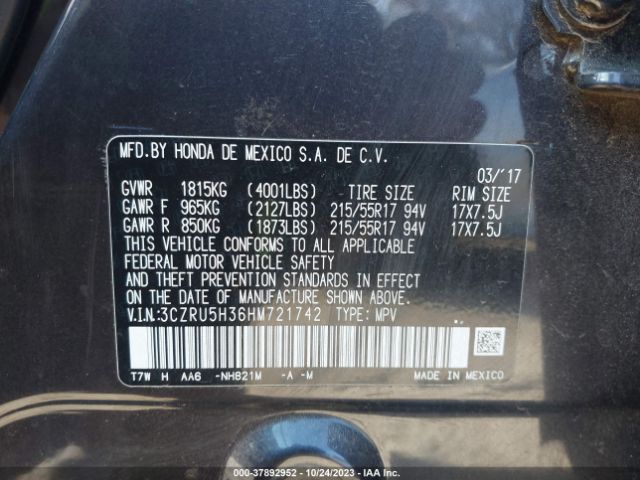 MFD.BY HONDA DE MEXICO S.A. DE C.V.
03/'17
GVWR 1815KG (4001LBS) TIRE SIZE RIM SIZE
GAWR F 965KG (2127LBS) 215/55R17 94V 17X7.5J
GAWR R 850KG (1873LBS) 215/55R17 94V 17X7.5J
THIS VEHICLE CONFORMS TO ALL APPLICABLE
FEDERAL MOTOR VEHICLE SAFETY
AND THEFT PREVENTION STANDARDS IN EFFECT
ON THE DATE OF MANUFACTURE SHOWN ABOVE.
V.I.N.:3CZRU5H36HM721742 TYPE: MPV
T7W H AA6 -NH821M -A -M MADE IN MEXICO
000-37892952 - 10/24/2023 - IAA Inc.